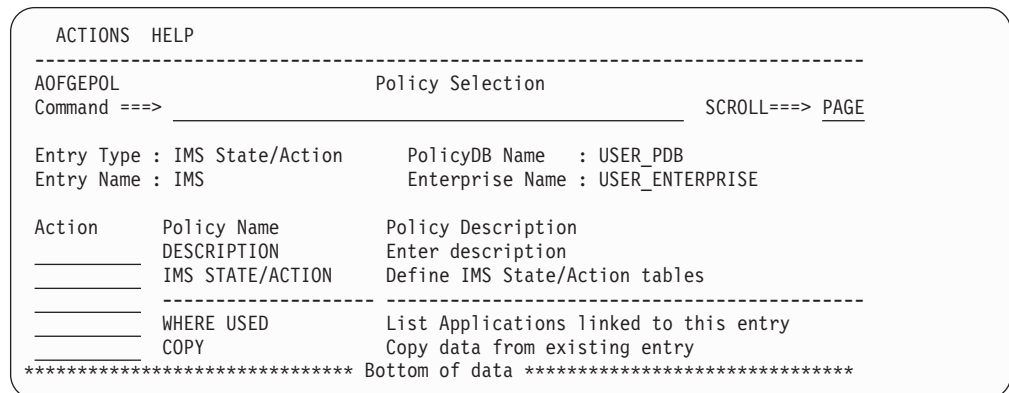 ACTIONS HELP
--------------------------------------------------------------------------------
AOFGEPOL Policy Selection
Command ===> SCROLL===> PAGE
Entry Type : IMS State/Action PolicyDB Name : USER_PDB
Entry Name : IMS Enterprise Name : USER_ENTERPRISE
Action Policy Name Policy Description
DESCRIPTION Enter description
IMS STATE/ACTION Define IMS State/Action tables
-------------------- ---------------------------------------------
WHERE USED List Applications linked to this entry
COPY Copy data from existing entry
******************************* Bottom of data *******************************